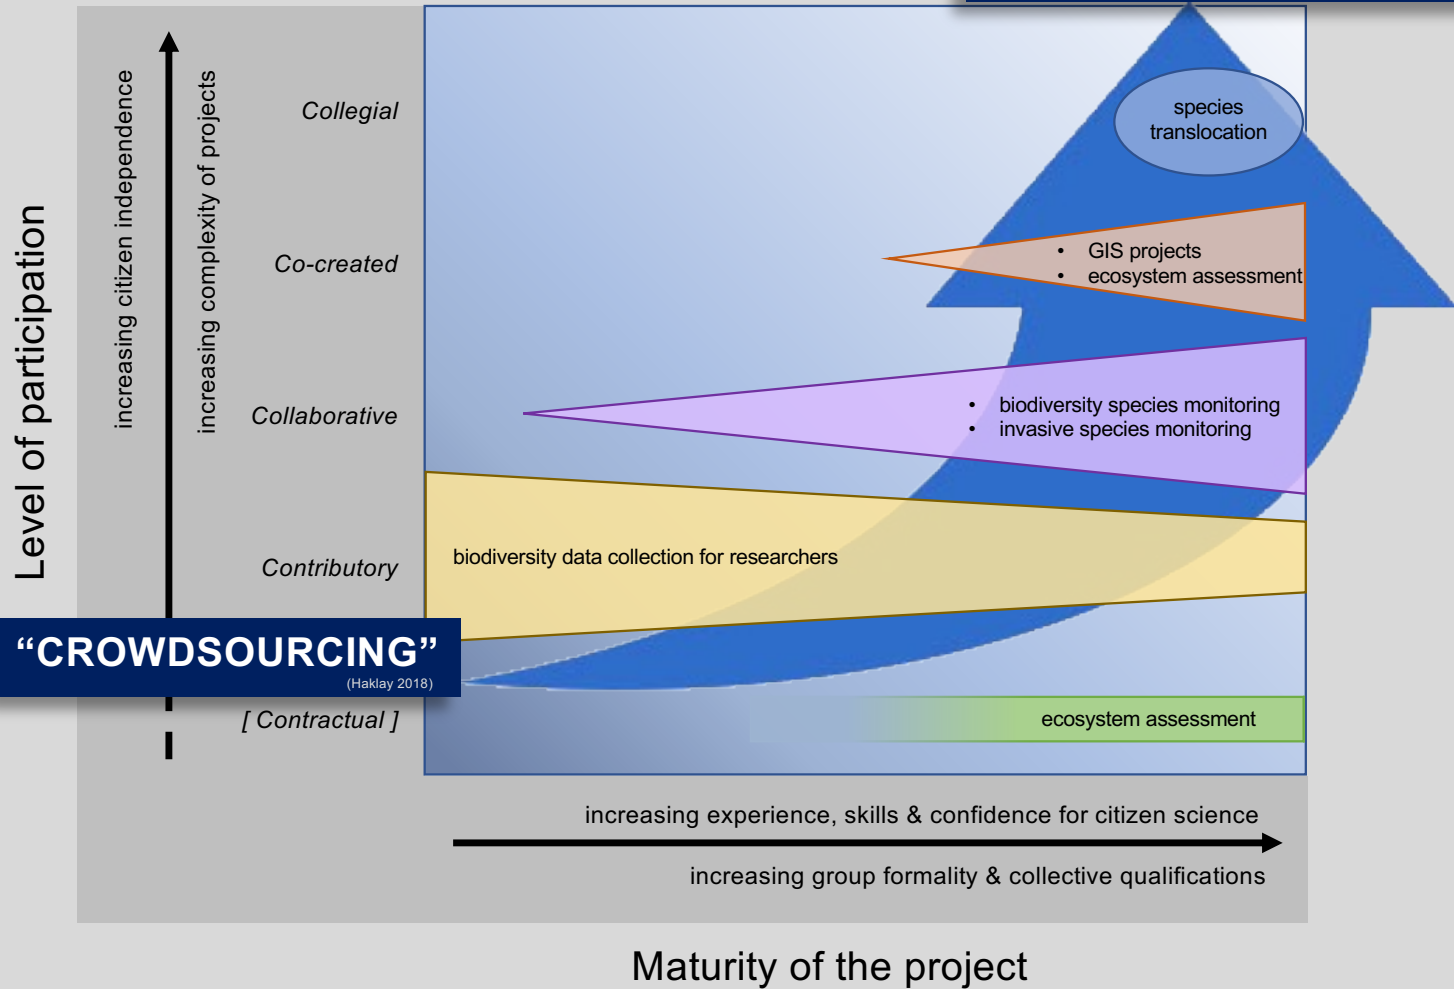 Level of participation
increasing citizen independence
increasing complexity of projects
Collegial
species
translocation
Co-created
• GIS projects
• ecosystem assessment
Collaborative
• biodiversity species monitoring
• invasive species monitoring
Contributory
biodiversity data collection for researchers
“CROWDSOURCING”
(Haklay 2018)
[ Contractual ]
ecosystem assessment
increasing experience, skills & confidence for citizen science
increasing group formality & collective qualifications
Maturity of the project